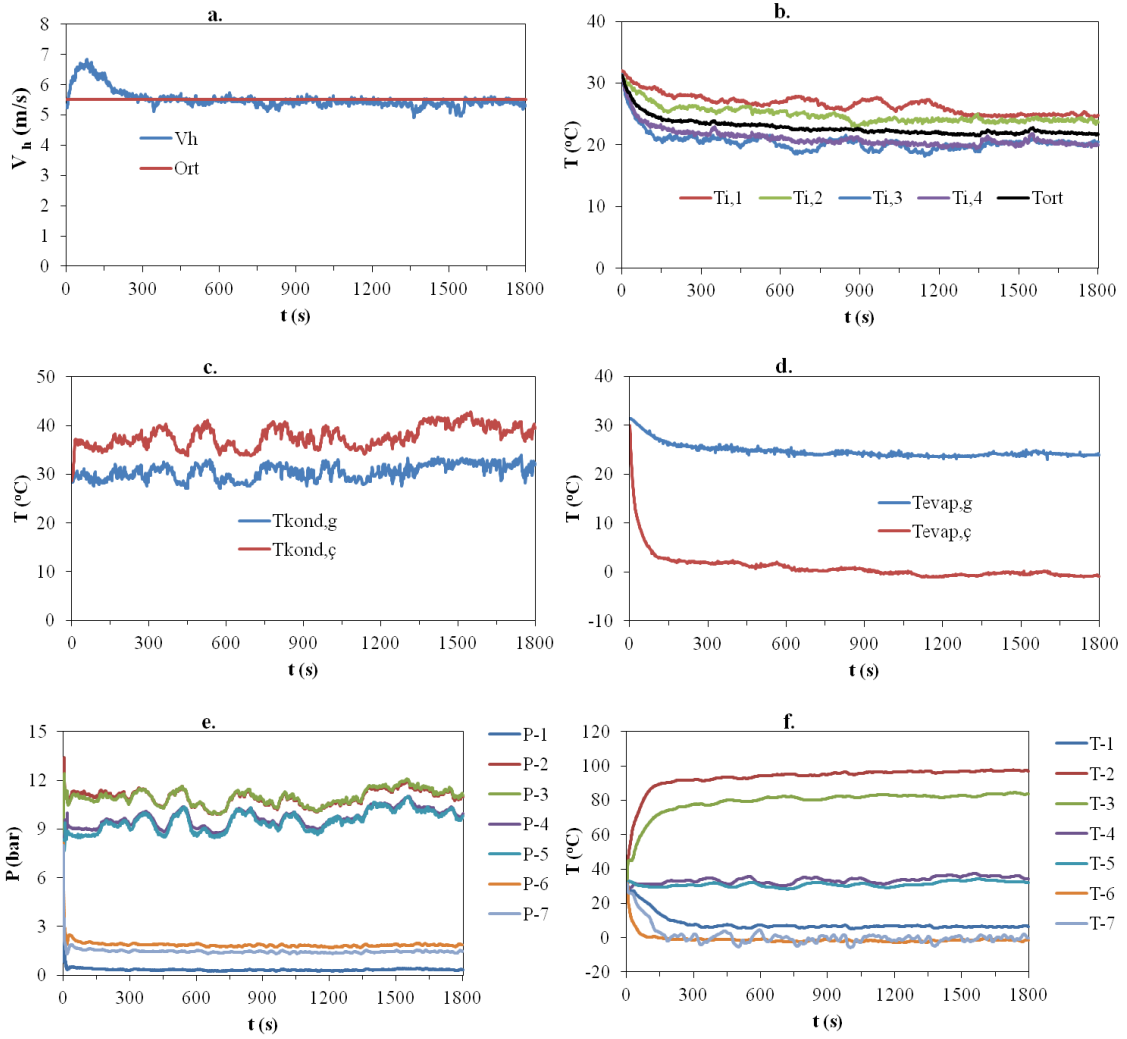 a.
8
7
6
5
4
3
2
1
0
V h (m/s)
Vh
Ort
0 300 600 900 1200 1500 1800
t (s)
b.
40
30
20
10
0
T (ºC)
Ti,1 Ti,2 Ti,3 Ti,4 Tort
0 300 600 900 1200 1500 1800
t (s)
c.
50
40
30
20
10
0
T (ºC)
Tkond,g
Tkond,ç
0 300 600 900 1200 1500 1800
t (s)
d.
40
30
20
10
0
-10
T (ºC)
Tevap,g
Tevap,ç
0 300 600 900 1200 1500 1800
t (s)
e.
15
12
9
6
3
0
P (bar)
P-1
P-2
P-3
P-4
P-5
P-6
P-7
0 300 600 900 1200 1500 1800
t (s)
f.
120
100
80
60
40
20
0
-20
T (ºC)
T-1
T-2
T-3
T-4
T-5
T-6
T-7
0 300 600 900 1200 1500 1800
t (s)